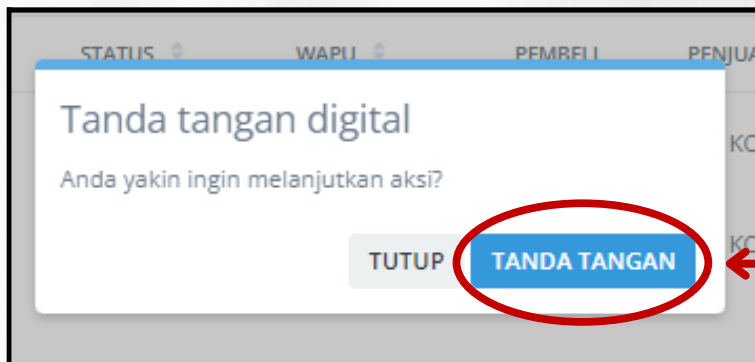 STATUS WAPU PEMBELI
Tanda tangan digital
Anda yakin ingin melanjutkan aksi?
TUTUP TANDA TANGAN